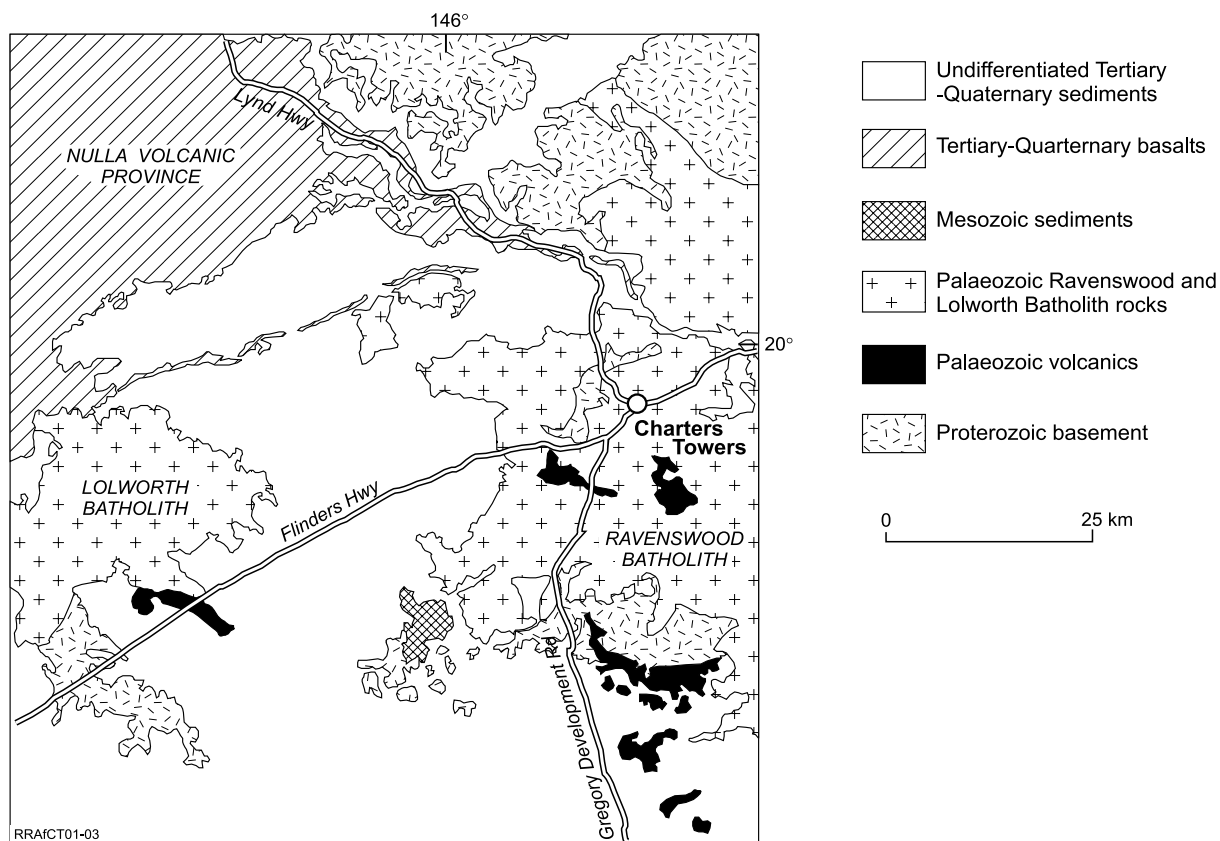 146°
Lynd Hwy
NULLA VOLCANIC
PROVINCE
20°
Charters
Towers
LOLWORTH
BATHOLITH
Flinders Hwy
RAVENSWOOD
BATHOLITH
Gregory Development Rd
RRAfCT01-03
Undifferentiated Tertiary
-Quaternary sediments
Tertiary-Quarternary basalts
Mesozoic sediments
Palaeozoic Ravenswood and
Lolworth Batholith rocks
Palaeozoic volcanics
Proterozoic basement
0 25 km